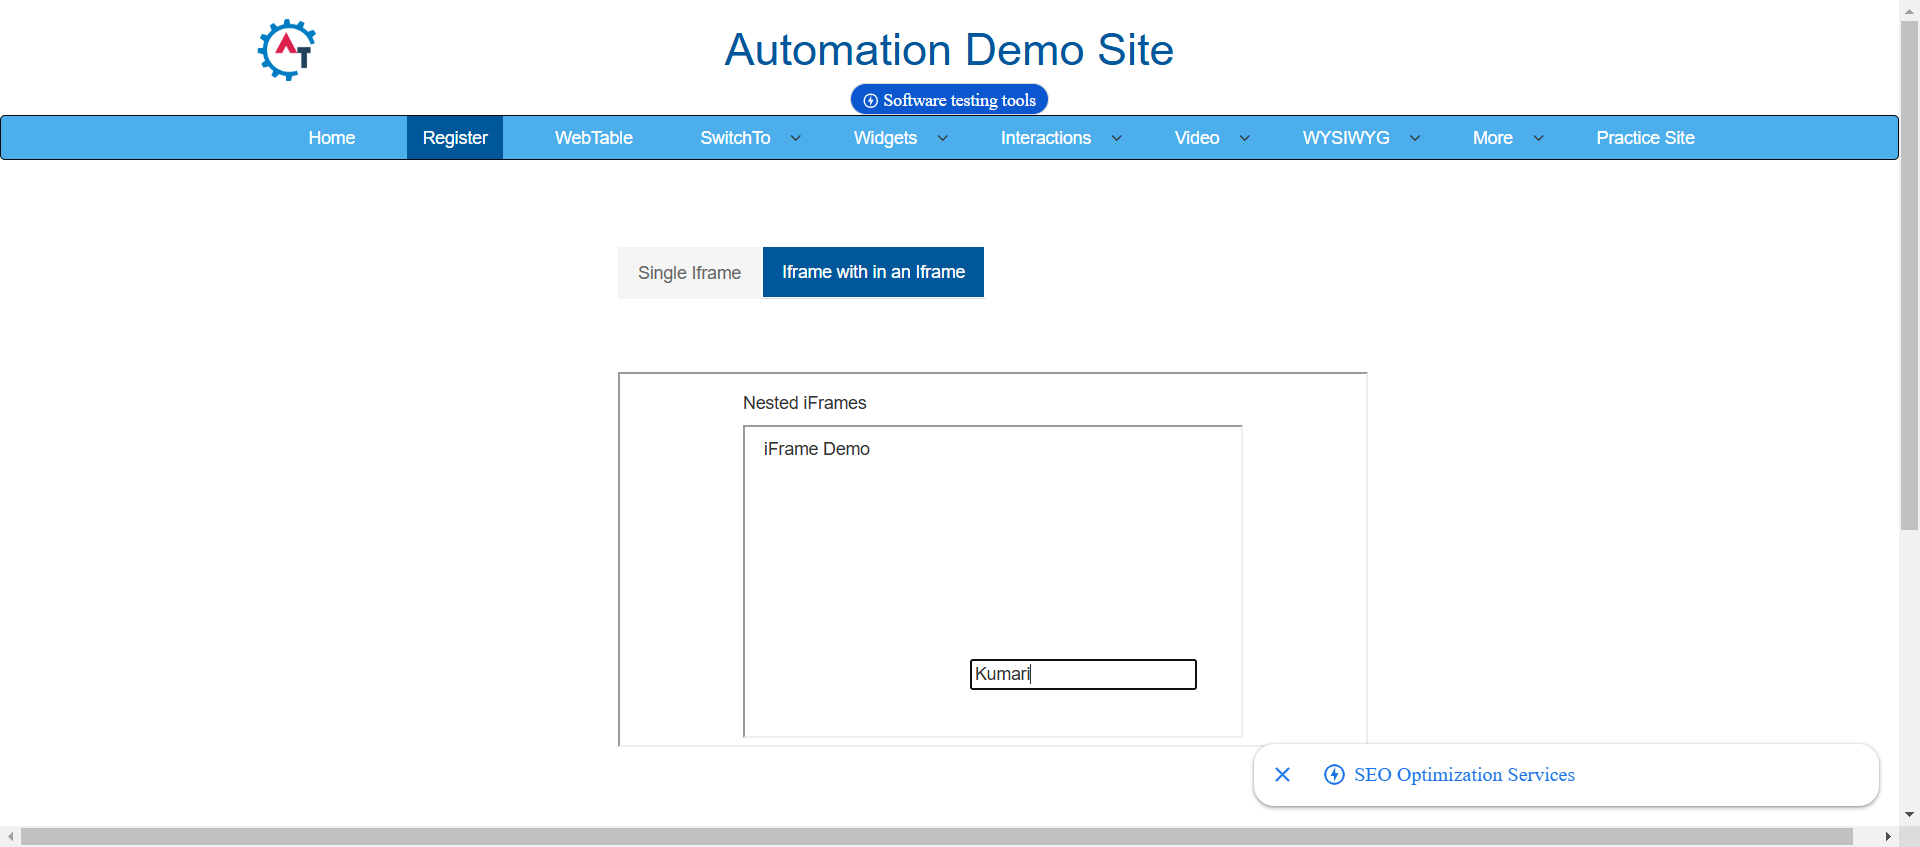 AT
Automation Demo Site
Software testing tools
Home Register WebTable SwitchTo Widgets Interactions Video WYSIWYG More Practice Site
Single Iframe Iframe with in an Iframe
Nested iFrames
iFrame Demo
Kumari
SEO Optimization Services